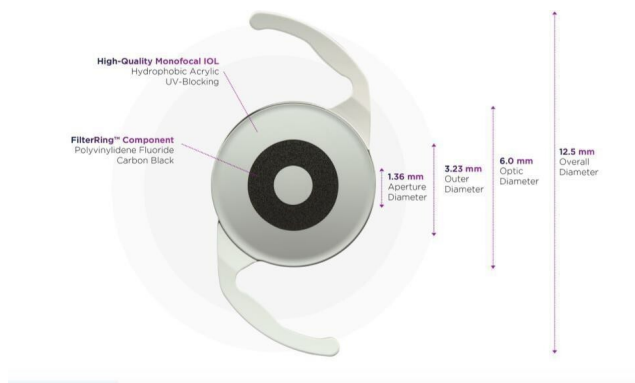 High-Quality Monofocal IOL
Hydrophobic Acrylic
UV-Blocking
FilterRing™ Component
Polyvinylidene Fluoride
Carbon Black
1.36 mm
Aperture
Diameter
3.23 mm
Outer
Diameter
6.0 mm
Optic
Diameter
12.5 mm
Overall
Diameter